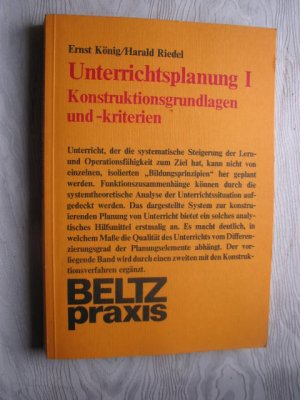 Ernst König/Harald Riedel
Unterrichtsplanung I
Konstruktionsgrundlagen
und -kriterien
Unterricht, der die systematische Steigerung der Lern-
und Operationsfähigkeit zum Ziel hat, kann nicht von
einzelnen, isolierten „Bildungsprinzipien" her geplant
werden. Funktionszusammenhänge können durch die
systemtheoretische Analyse der Unterrichtssituation auf-
gedeckt werden. Das dargestellte System zur konstru-
ierenden Planung von Unterricht bietet ein solches analy-
tisches Hilfsmittel erstmalig an. Es macht deutlich, in
welchem Maße die Qualität des Unterrichts vom Differen-
zierungsgrad der Planungselemente abhängt. Der vor-
liegende Band wird durch einen zweiten mit den Konstruk-
tionsverfahren ergänzt.
BELTZ
praxis